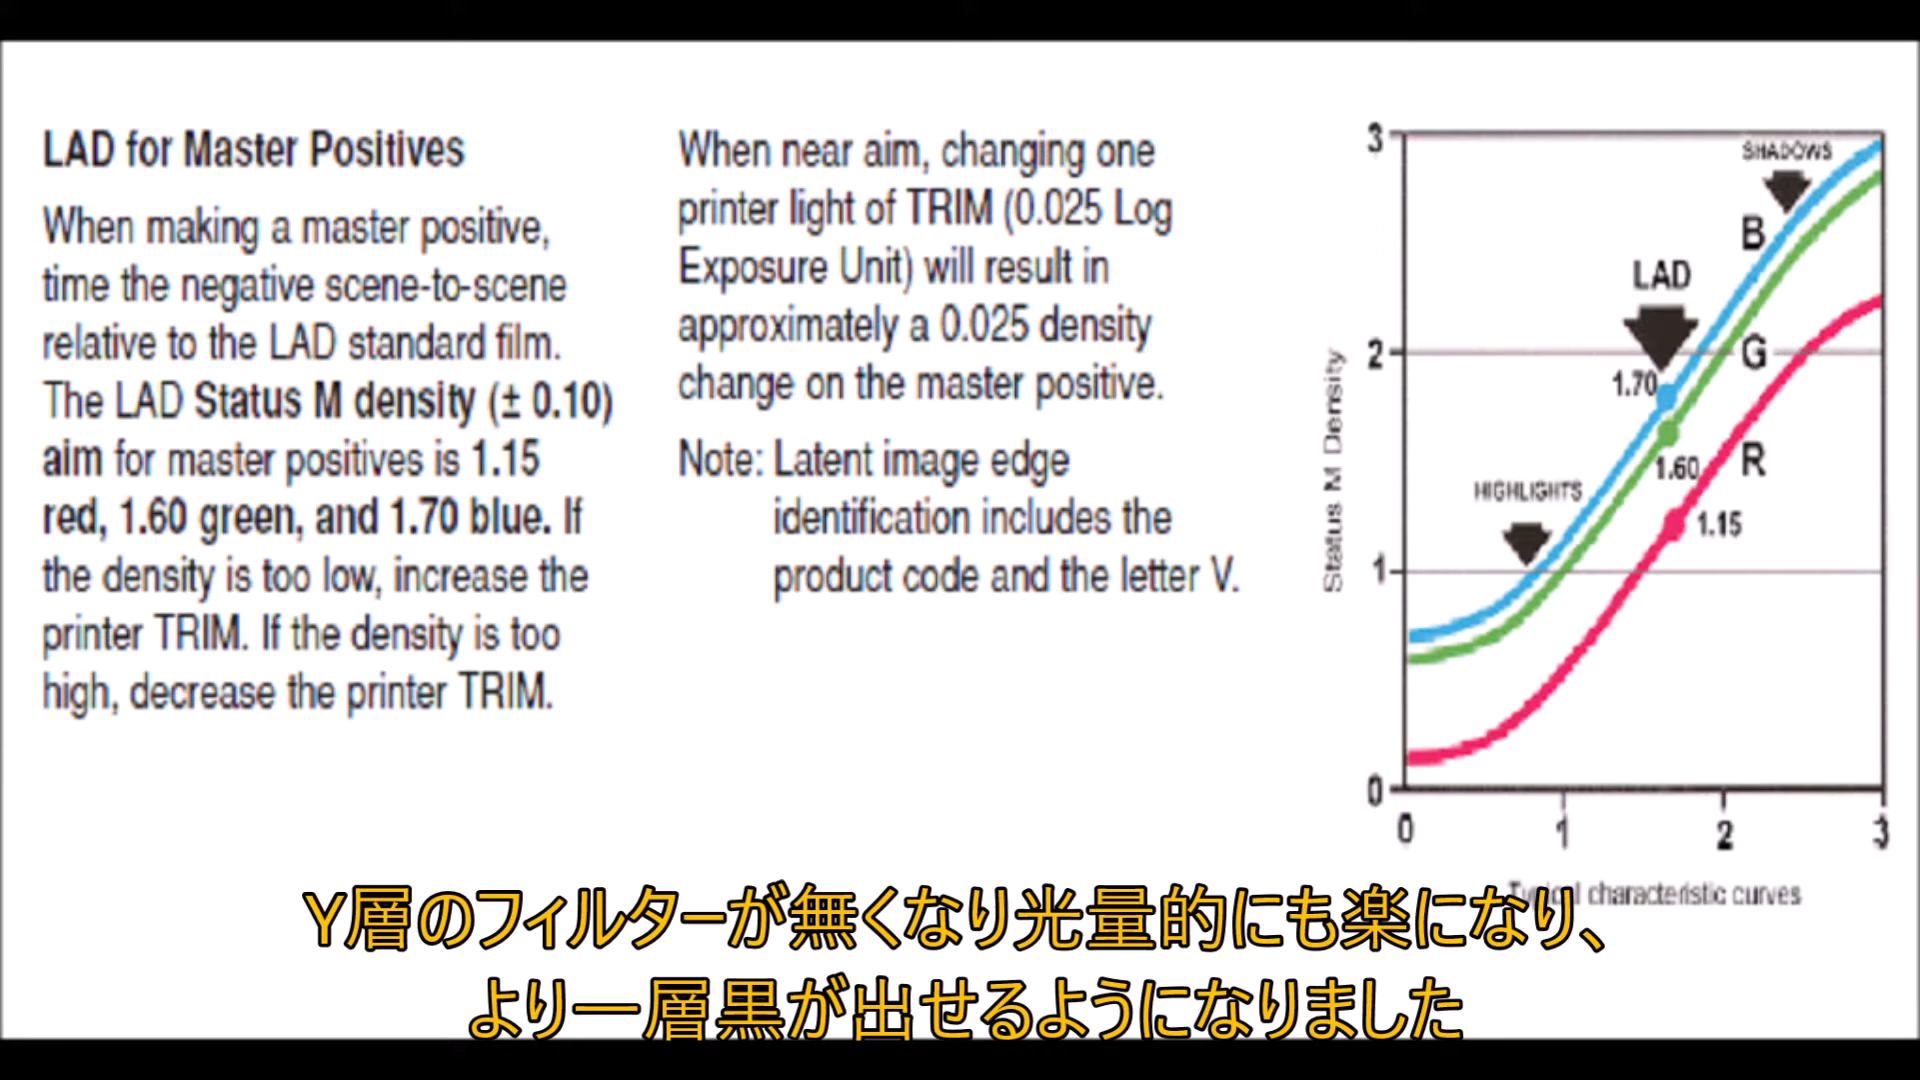 LAD for Master Positives
When making a master positive,
time the negative scene-to-scene
relative to the LAD standard film.
The LAD Status M density (± 0.10)
aim for master positives is 1.15
red, 1.60 green, and 1.70 blue. If
the density is too low, increase the
printer TRIM. If the density is too
high, decrease the printer TRIM.
When near aim, changing one
printer light of TRIM (0.025 Log
Exposure Unit) will result in
approximately a 0.025 density
change on the master positive.
Note: Latent image edge
identification includes the
product code and the letter V.
3
SHADOWS
B
LAD
2
G
1.70
1.60
R
HIGHLIGHTS
1.15
1
Status M Density
0
0 1 2 3
Typical characteristic curves
Y層のフィルターが無くなり光量的にも楽になり、
より一層黒が出せるようになりました